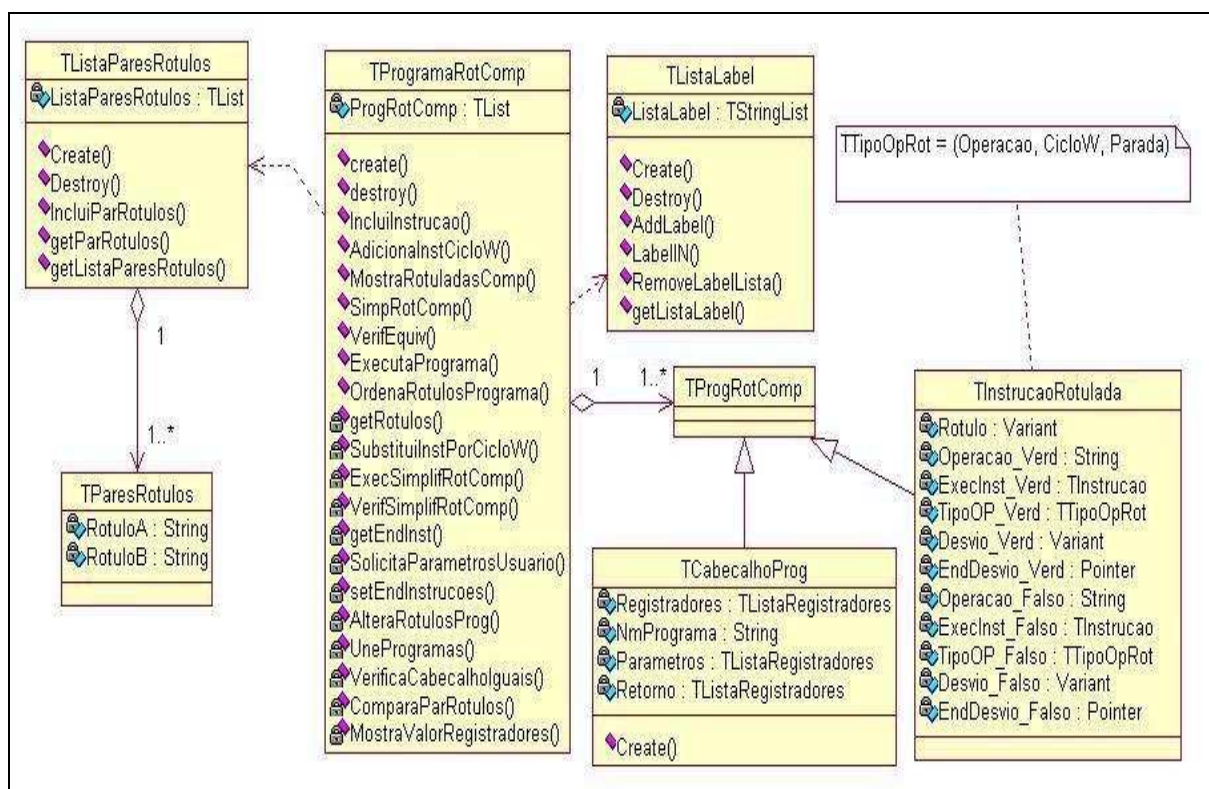 TListaParesRotulos
ListaParesRotulos : TList
Create()
Destroy()
IncluiParRotulos()
getParRotulos()
getListaParesRotulos()
1
1..*
TParesRotulos
RotuloA : String
RotuloB : String
TProgramaRotComp
ProgRotComp : TList
create()
destroy()
IncluiInstrucao()
AdicionaInstCicloW()
MostraRotuladasComp()
SimpRotComp()
VerifEquiv()
ExecutaPrograma()
OrdenaRotulosPrograma()
getRotulos()
SubstituiInstPorCicloW()
ExecSimplifRotComp()
VerifSimplifRotComp()
getEndInst()
SolicitaParametrosUsuario()
setEndInstrucoes()
AlteraRotulosProg()
UneProgramas()
VerificaCabecalhoIguais()
ComparaParRotulos()
MostraValorRegistradores()
TListaLabel
ListaLabel : TStringList
Create()
Destroy()
AddLabel()
LabelIN()
RemoveLabelLista()
getListaLabel()
1
1..*
TProgRotComp
TCabecalhoProg
Registradores : TListaRegistradores
NmPrograma : String
Parametros : TListaRegistradores
Retorno : TListaRegistradores
Create()
TTipoOpRot = (Operacao, CicloW, Parada)
TInstrucaoRotulada
Rotulo : Variant
Operacao_Verd : String
ExecInst_Verd : TInstrucao
TipoOP_Verd : TTipoOpRot
Desvio_Verd : Variant
EndDesvio_Verd : Pointer
Operacao_Falso : String
ExecInst_Falso : TInstrucao
TipoOP_Falso : TTipoOpRot
Desvio_Falso : Variant
EndDesvio_Falso : Pointer